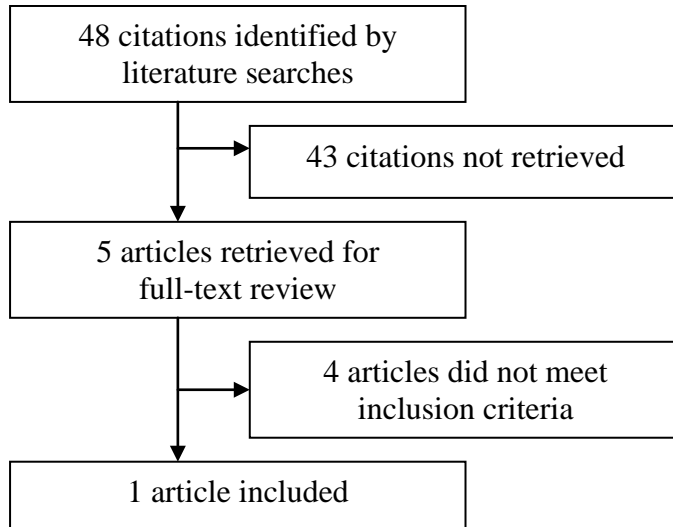 48 citations identified by
literature searches
43 citations not retrieved
5 articles retrieved for
full-text review
4 articles did not meet
inclusion criteria
1 article included